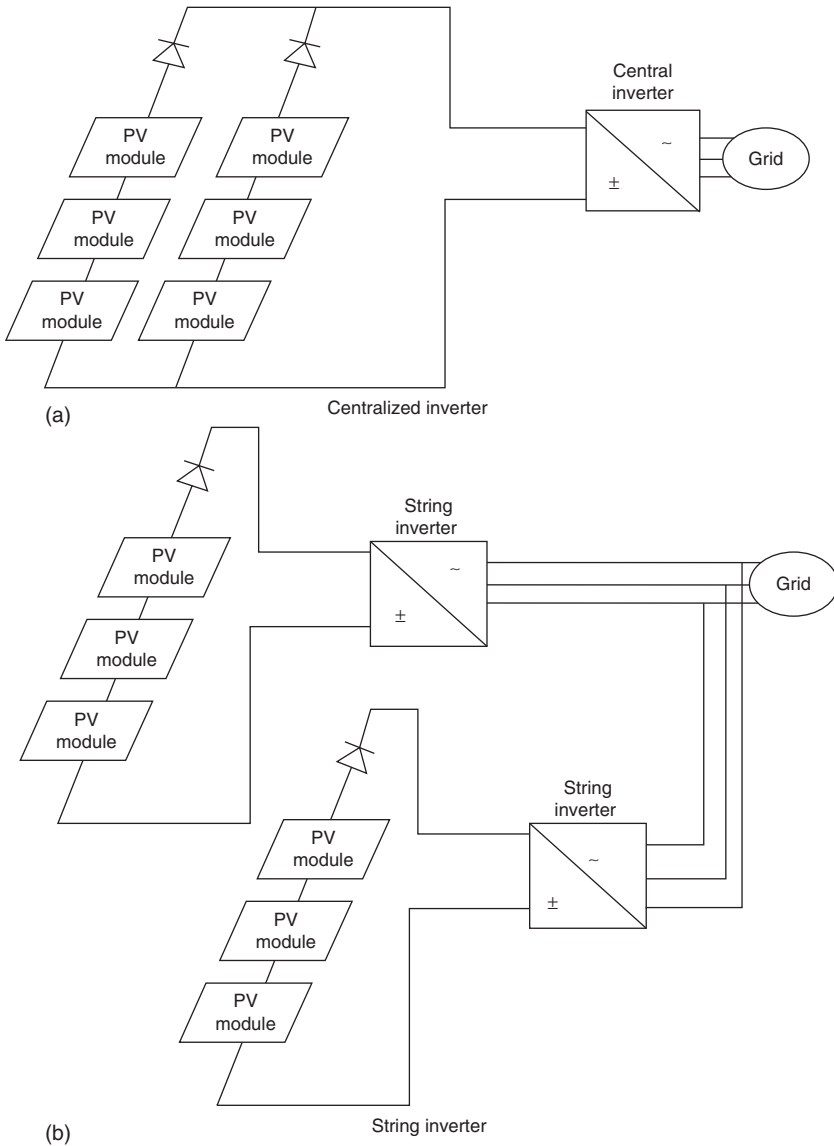 Central
inverter
PV
module
PV
module
~
±
Grid
PV
module
PV
module
PV
module
PV
module
(a)
Centralized inverter
String
inverter
PV
module
~
±
Grid
PV
module
PV
module
String
inverter
PV
module
~
±
PV
module
PV
module
(b)
String inverter